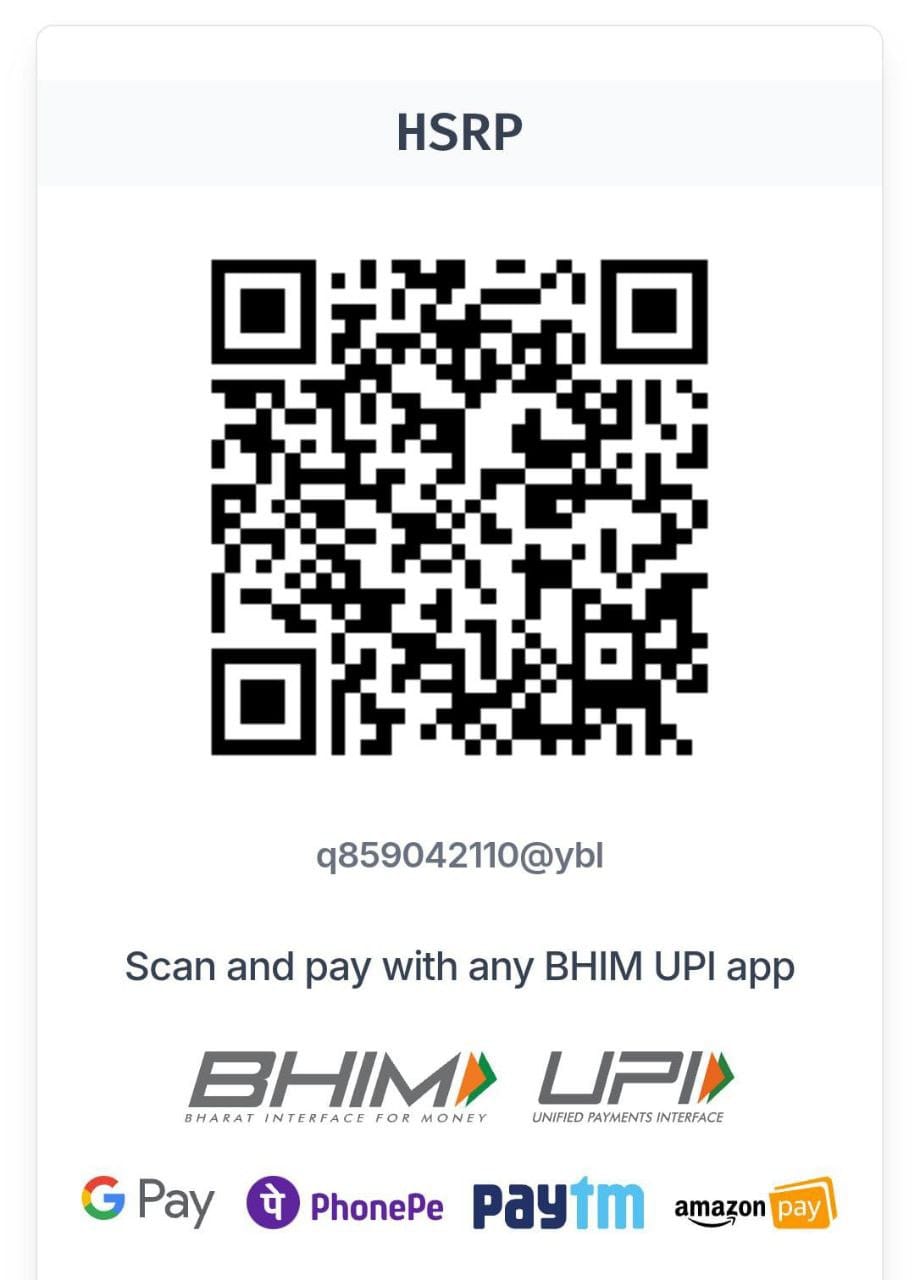 HSRP
q859042110@ybl
Scan and pay with any BHIM UPI app
BHIM UPI
BHARAT INTERFACE FOR MONEY UNIFIED PAYMENTS INTERFACE
G Pay पे PhonePe paytm amazon pay